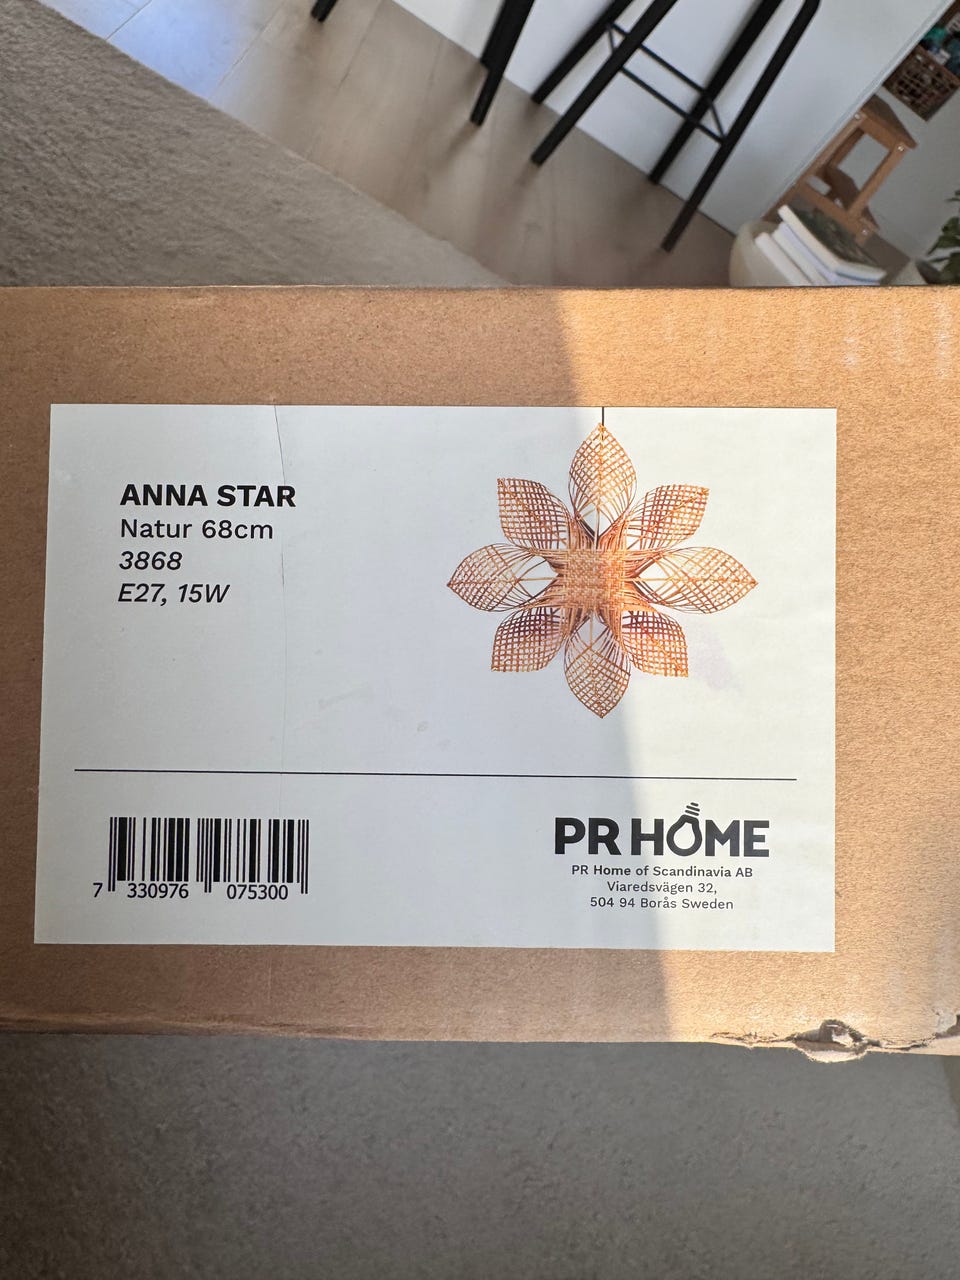 ANNA STAR
Natur 68cm
3868
E27, 15W
7 330976 075300
PR HOME
PR Home of Scandinavia AB
Viaredsvägen 32,
504 94 Borås Sweden